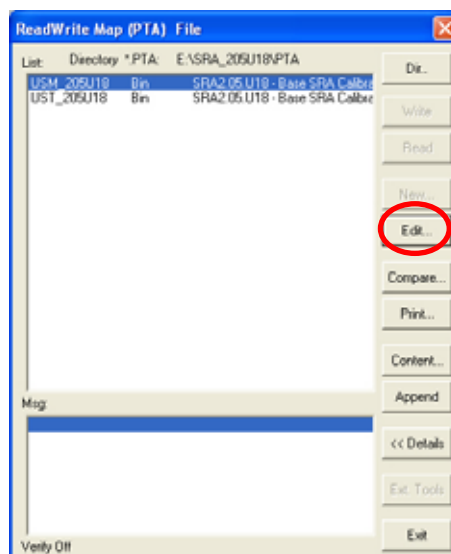 ReadWrite Map (PTA) File
List: Directory *.PTA: E:\SRA_205U18\PTA
USM_205U18 Bin SRA2.05.U18 - Base SRA Calibra
UST_205U18 Bin SRA2.05.U18 - Base SRA Calibra
Dir..
Write
Read
New...
Edit...
Compare...
Print...
Content...
Append
<< Details
Ext. Tools
Exit
Msg:
Verify Off